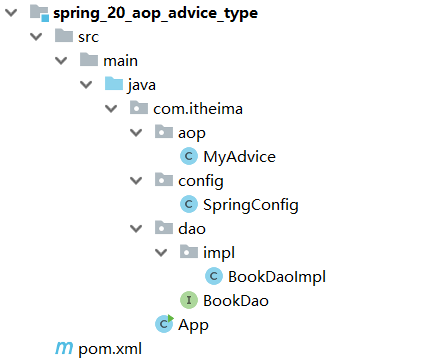 spring_20_aop_advice_type
src
main
java
com.itheima
aop
C MyAdvice
config
C SpringConfig
dao
impl
C BookDaoImpl
I BookDao
C App
m pom.xml